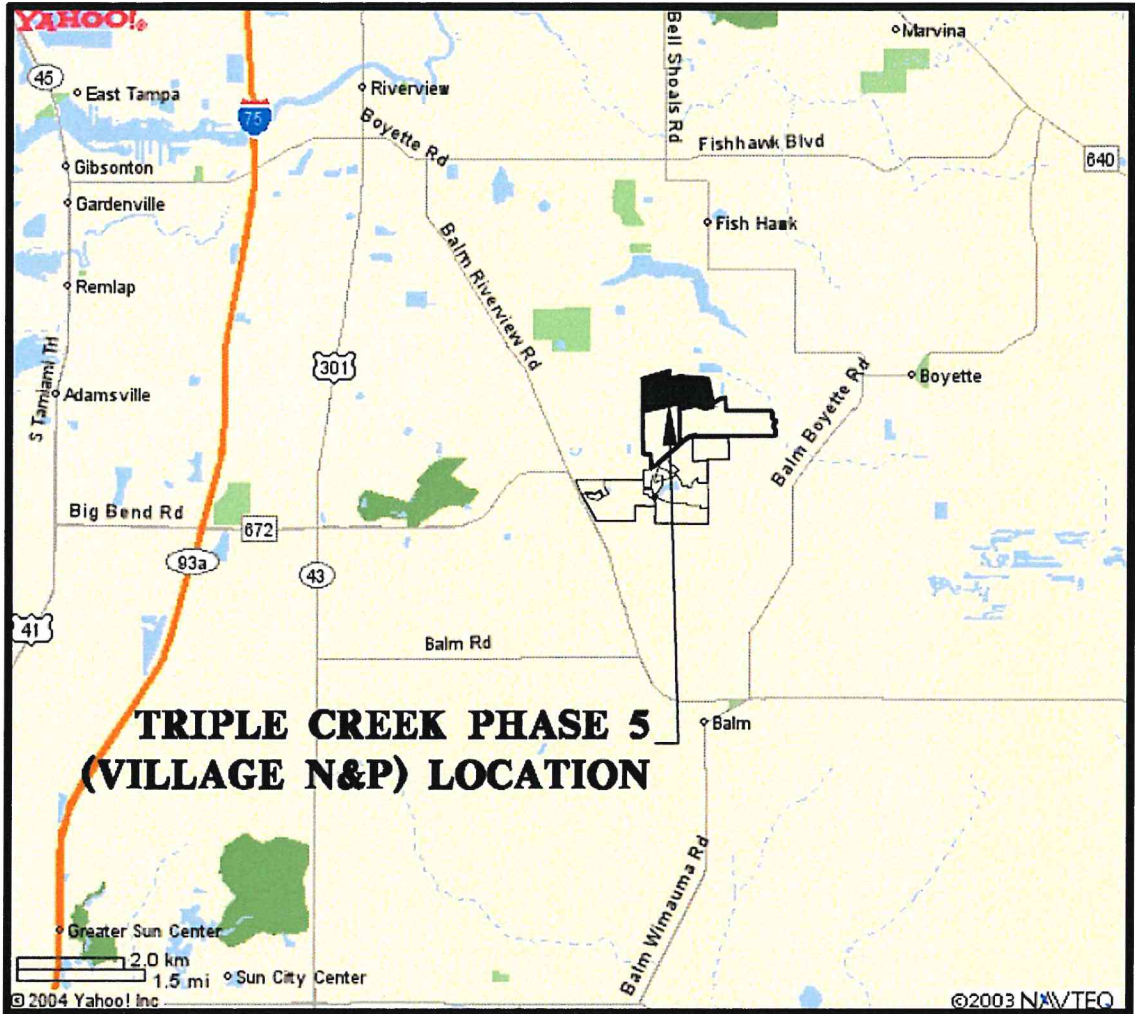 YAHOO!®
Marvina
45
East Tampa
Riverview
Bell Shoals Rd
75
Boyette Rd
Fishhawk Blvd
640
Gibsonton
Gardenville
Fish Hawk
Balm Riverview Rd
Remlap
S Tamiami Trl
301
Boyette
Adamsville
Balm Boyette Rd
Big Bend Rd
672
93a
43
41
Balm Rd
TRIPLE CREEK PHASE 5
(VILLAGE N&P) LOCATION
Balm
Balm Wimauma Rd
Greater Sun Center
2.0 km
1.5 mi
Sun City Center
© 2004 Yahoo! Inc
©2003 NAVTEQ